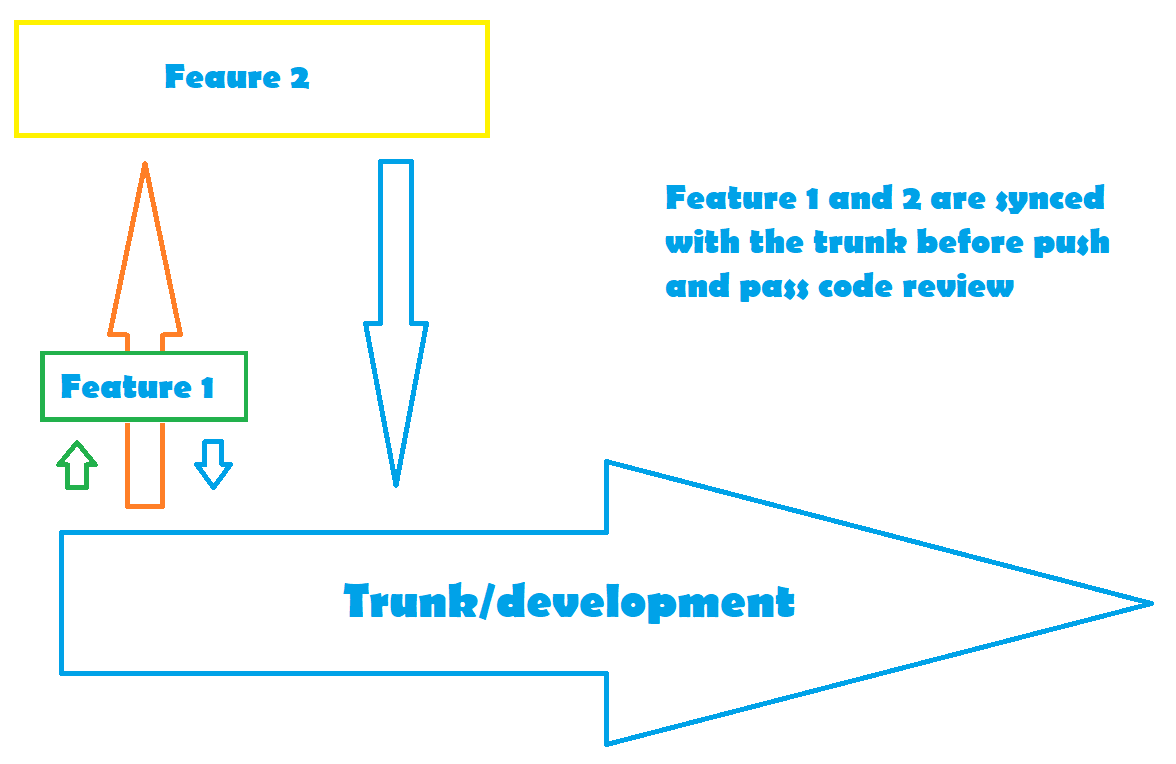 Feaure 2
Feature 1 and 2 are synced
with the trunk before push
and pass code review
Feature 1
Trunk/development